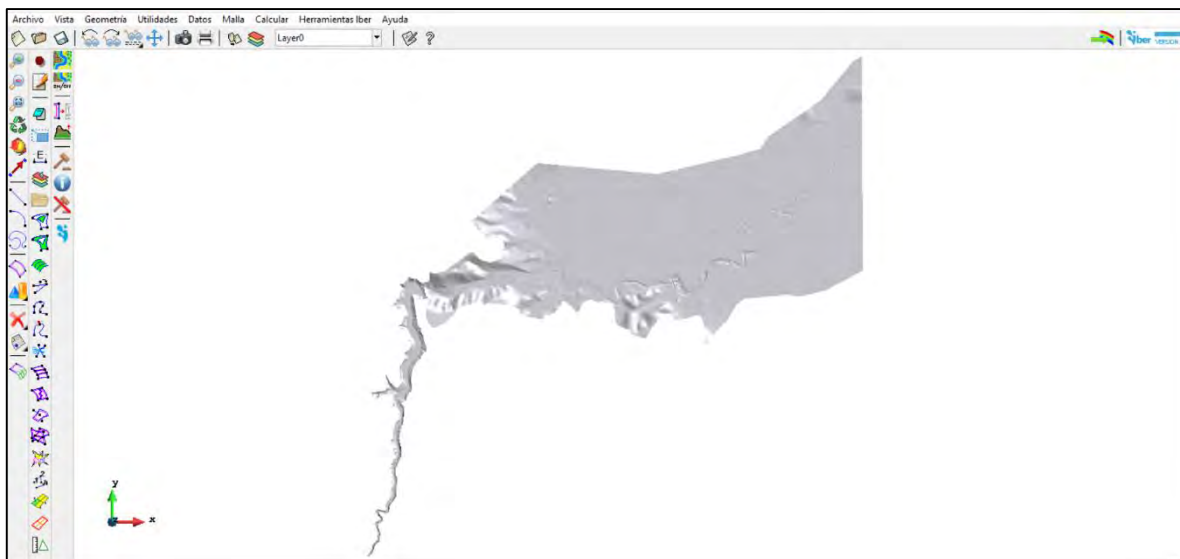 Archivo Vista Geometría Utilidades Datos Malla Calcular Herramientas Iber Ayuda
Layer0
iber
E
y
x